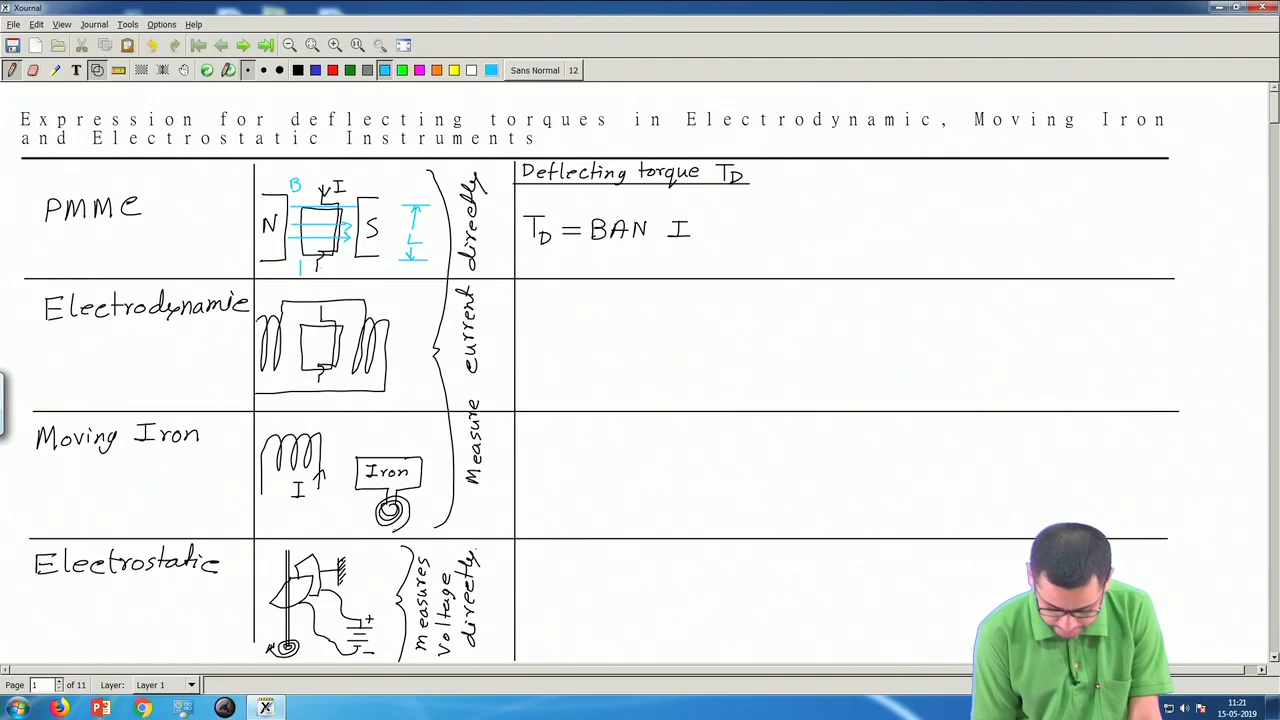 Xournal
File Edit View Journal Tools Options Help
Sans Normal 12
Expression for deflecting torques in Electrodynamic, Moving Iron
and Electrostatic Instruments
Deflecting torque T_D
PMMC
B I
N S
L
T_D = BAN I
Electrodynamic
Measure current directly
Moving Iron
I
Iron
Electrostatic
+
-
measures
voltage
directly
Page 1 of 11 Layer: Layer 1
11:21
15-05-2019